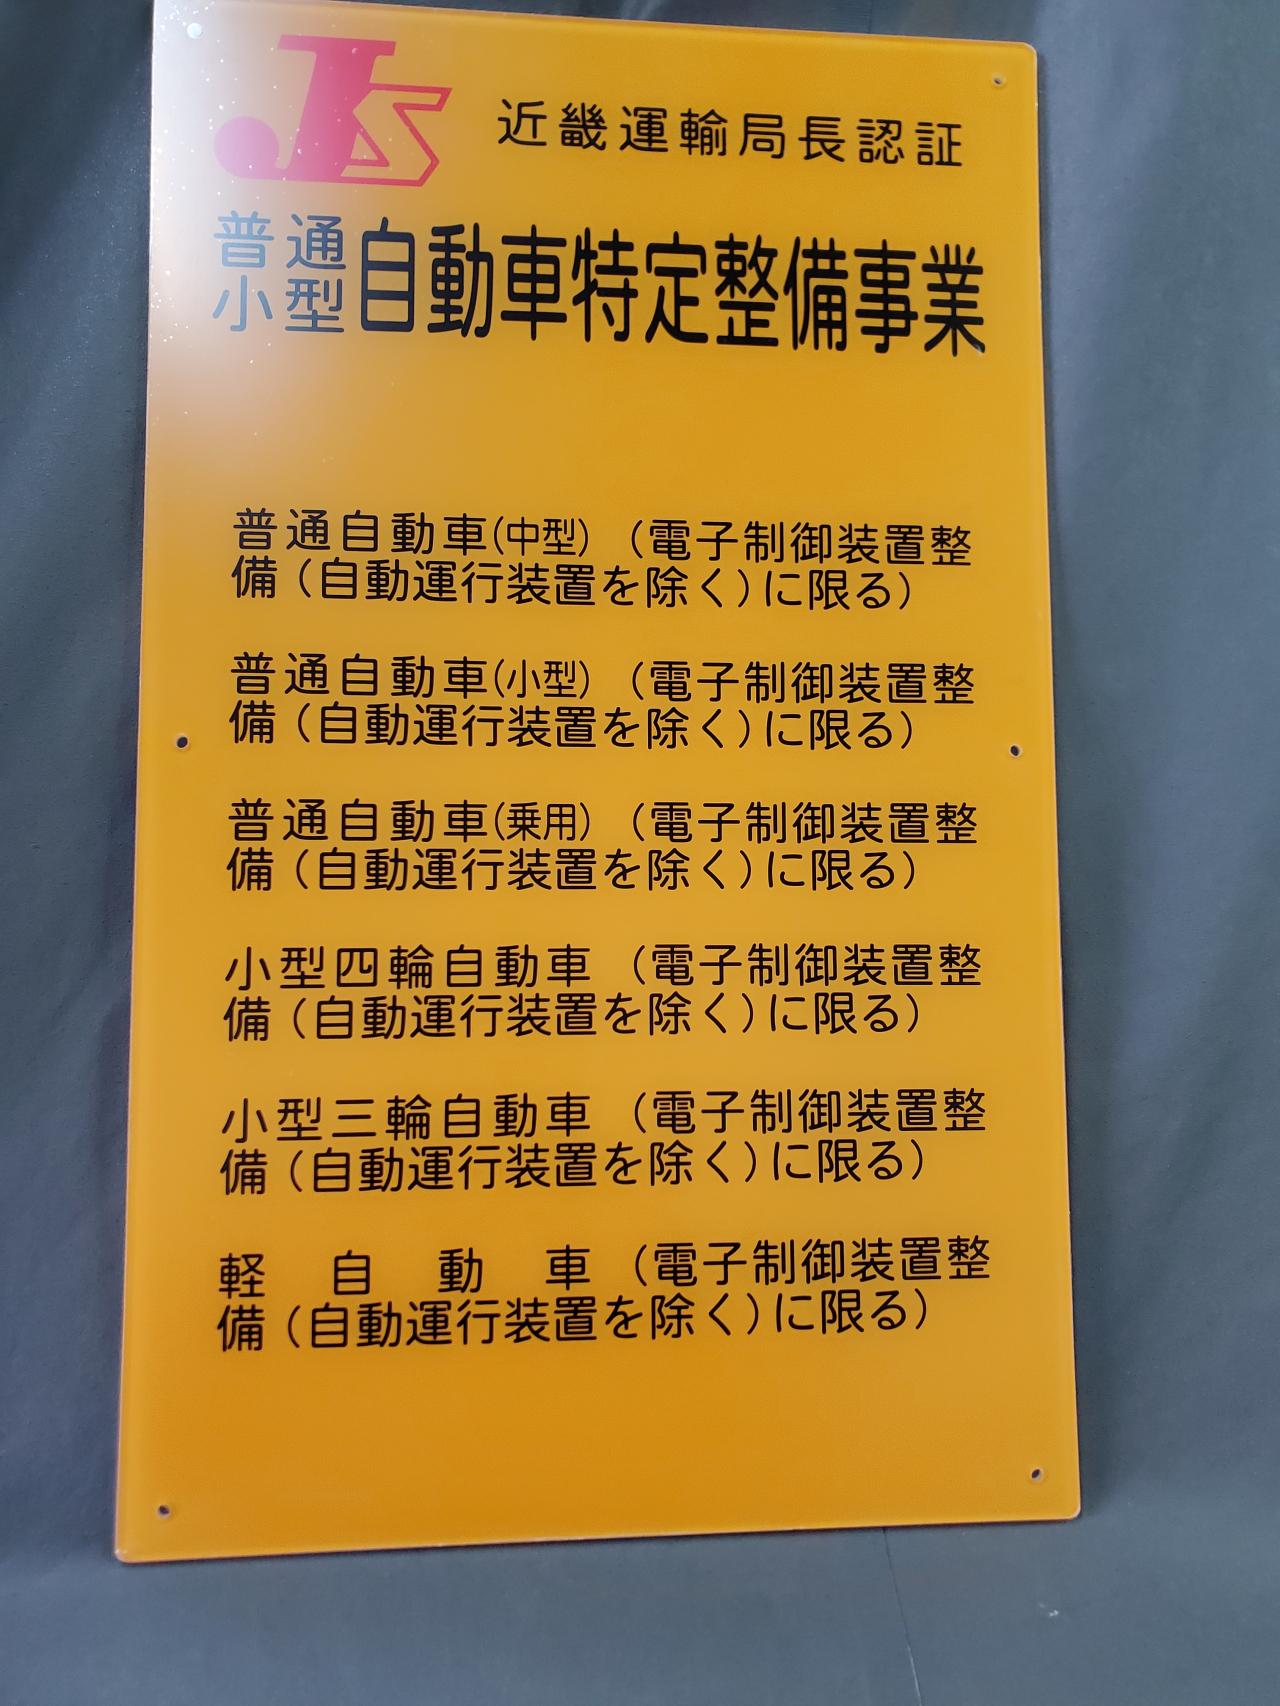 JS 近畿運輸局長認証
普通小型自動車特定整備事業
普通自動車(中型) (電子制御装置整
備(自動運行装置を除く)に限る)
普通自動車(小型) (電子制御装置整
備(自動運行装置を除く)に限る)
普通自動車(乗用) (電子制御装置整
備(自動運行装置を除く)に限る)
小型四輪自動車 (電子制御装置整
備(自動運行装置を除く)に限る)
小型三輪自動車 (電子制御装置整
備(自動運行装置を除く)に限る)
軽自動車 (電子制御装置整
備(自動運行装置を除く)に限る)